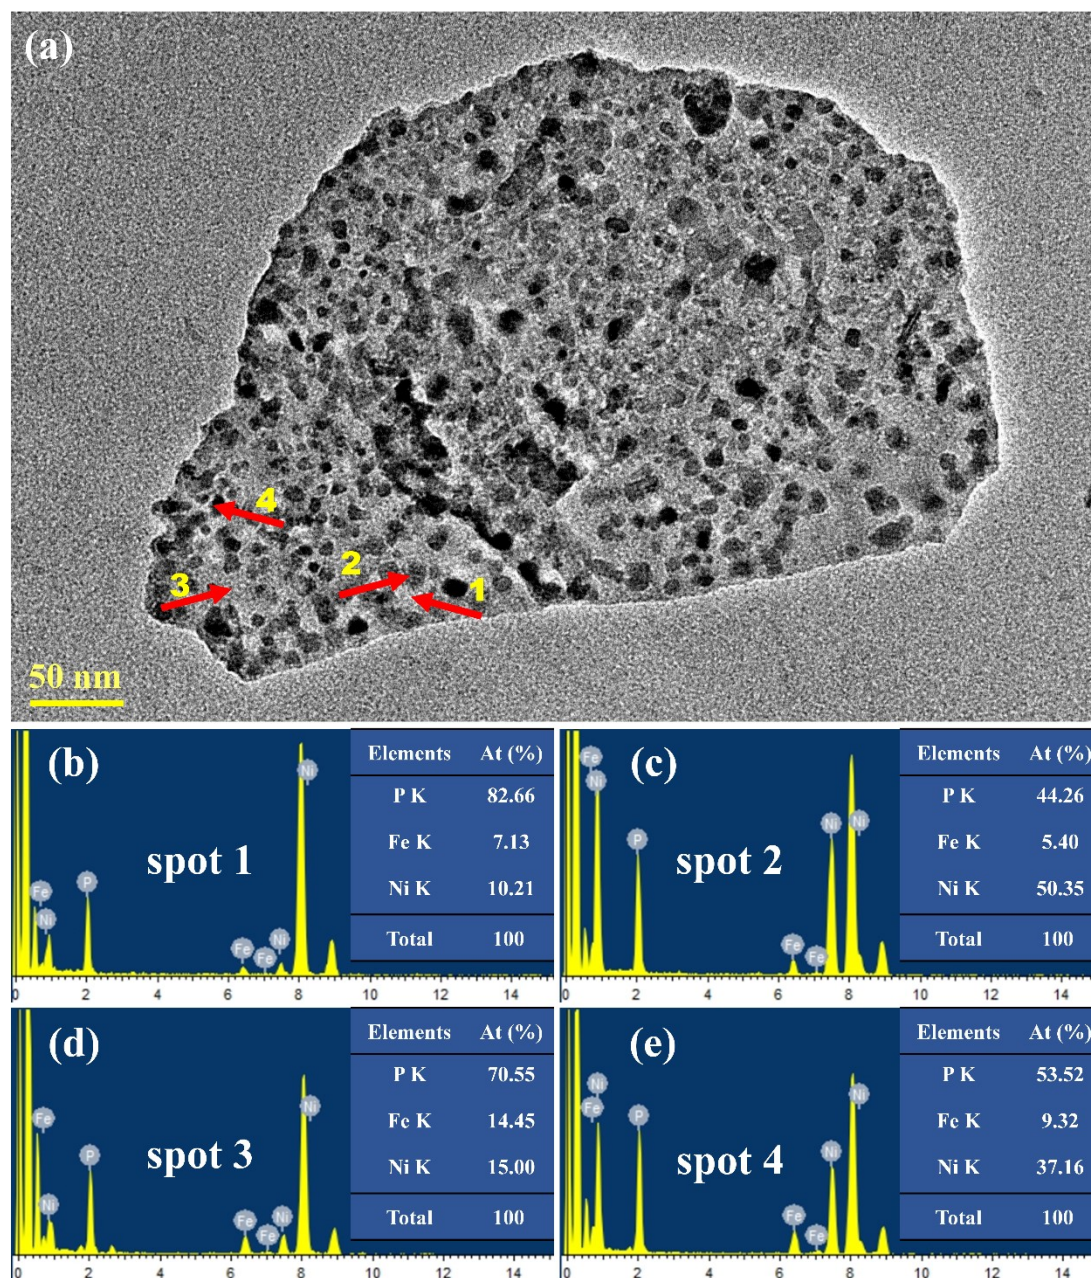 (a)
4
2
3
1
50 nm
(b)
spot 1
Fe
Ni
P
Fe
Fe
Ni
Ni
0 2 4 6 8 10 12 14
Elements At (%)
P K 82.66
Fe K 7.13
Ni K 10.21
Total 100
(c)
spot 2
Fe
Ni
P
Fe
Fe
Ni
Ni
0 2 4 6 8 10 12 14
Elements At (%)
P K 44.26
Fe K 5.40
Ni K 50.35
Total 100
(d)
spot 3
Fe
Ni
P
Fe
Fe
Ni
Ni
0 2 4 6 8 10 12 14
Elements At (%)
P K 70.55
Fe K 14.45
Ni K 15.00
Total 100
(e)
spot 4
Ni
Fe
P
Fe
Fe
Ni
Ni
0 2 4 6 8 10 12 14
Elements At (%)
P K 53.52
Fe K 9.32
Ni K 37.16
Total 100